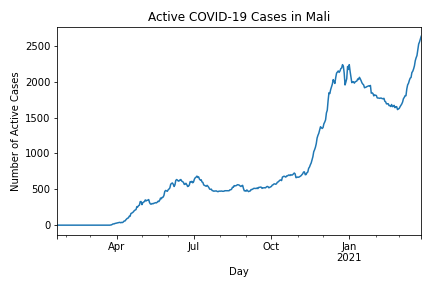 Active COVID-19 Cases in Mali
Number of Active Cases
2500
2000
1500
1000
500
0
Apr
Jul
Oct
Jan
2021
Day